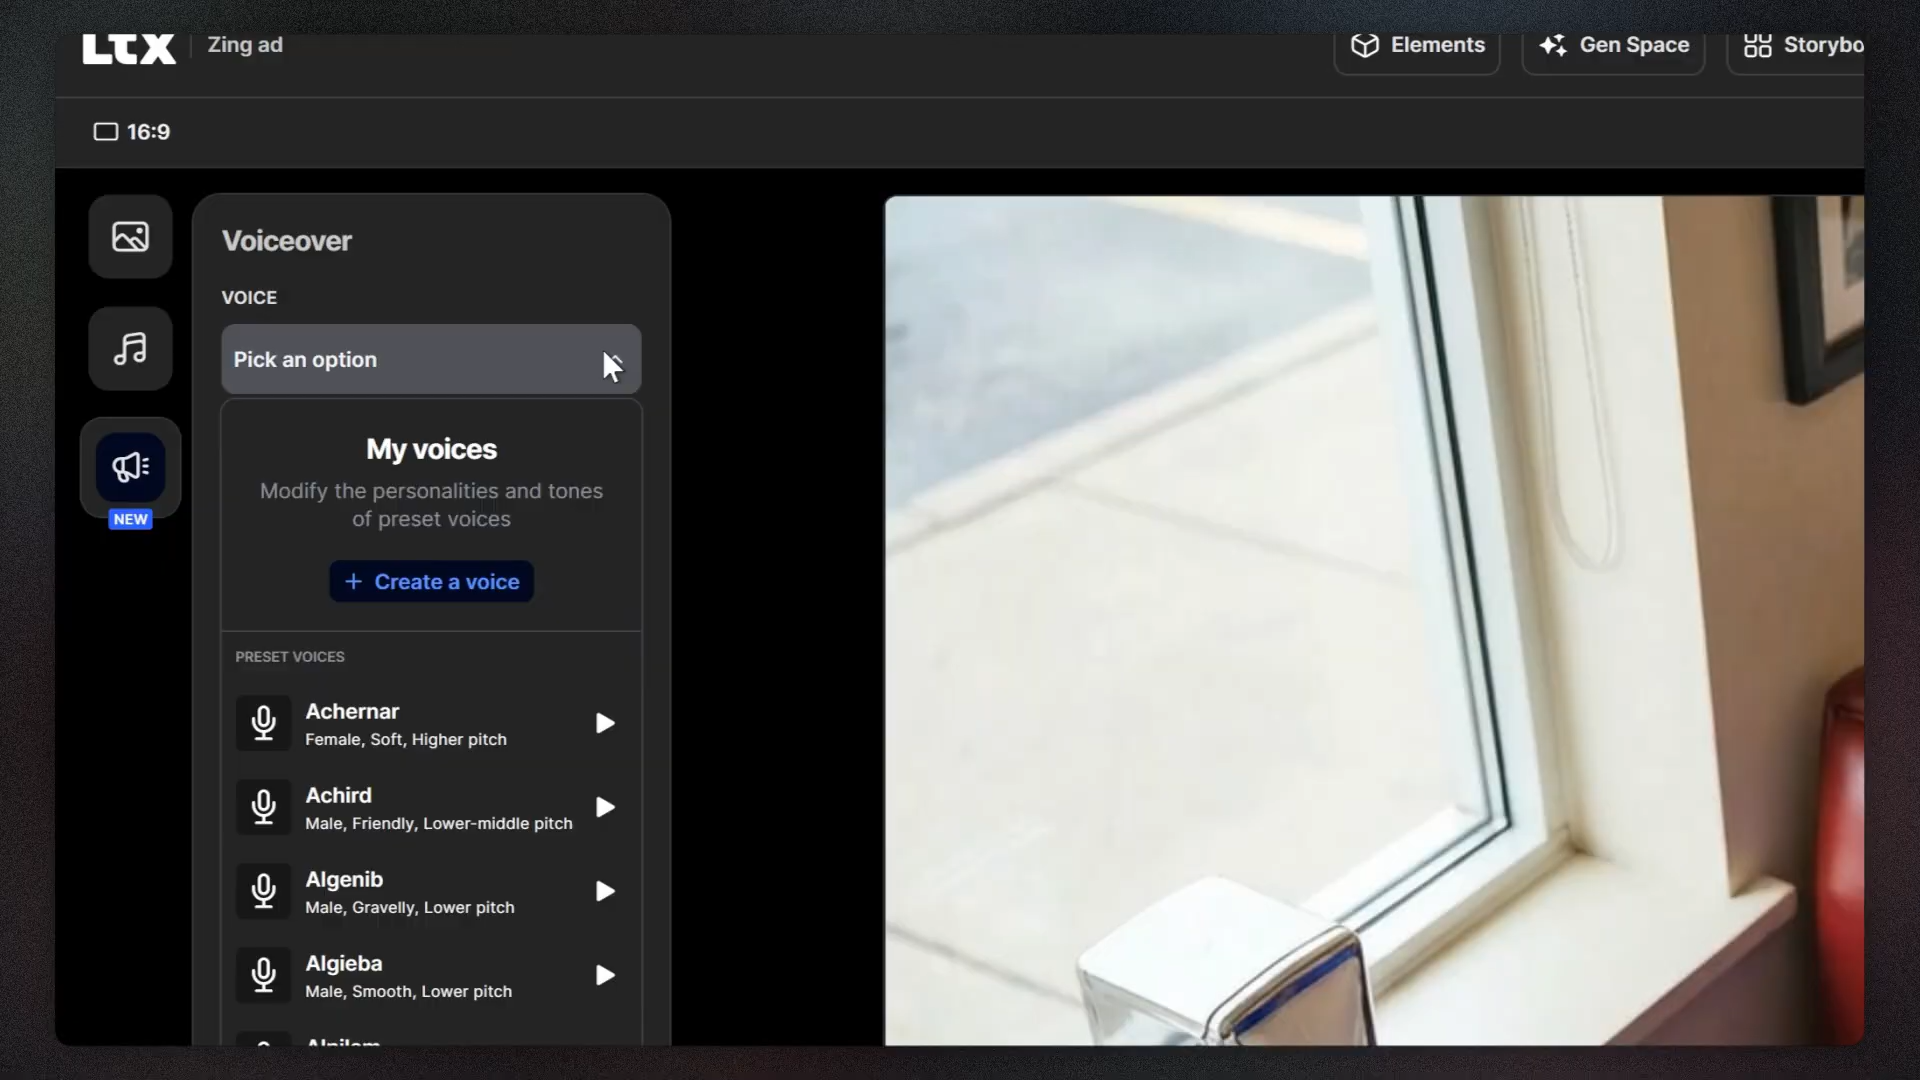 LTX
Zing ad
Elements
Gen Space
Storybo
16:9
Voiceover
VOICE
Pick an option
My voices
Modify the personalities and tones
of preset voices
+ Create a voice
NEW
PRESET VOICES
Achernar
Female, Soft, Higher pitch
Achird
Male, Friendly, Lower-middle pitch
Algenib
Male, Gravelly, Lower pitch
Algieba
Male, Smooth, Lower pitch